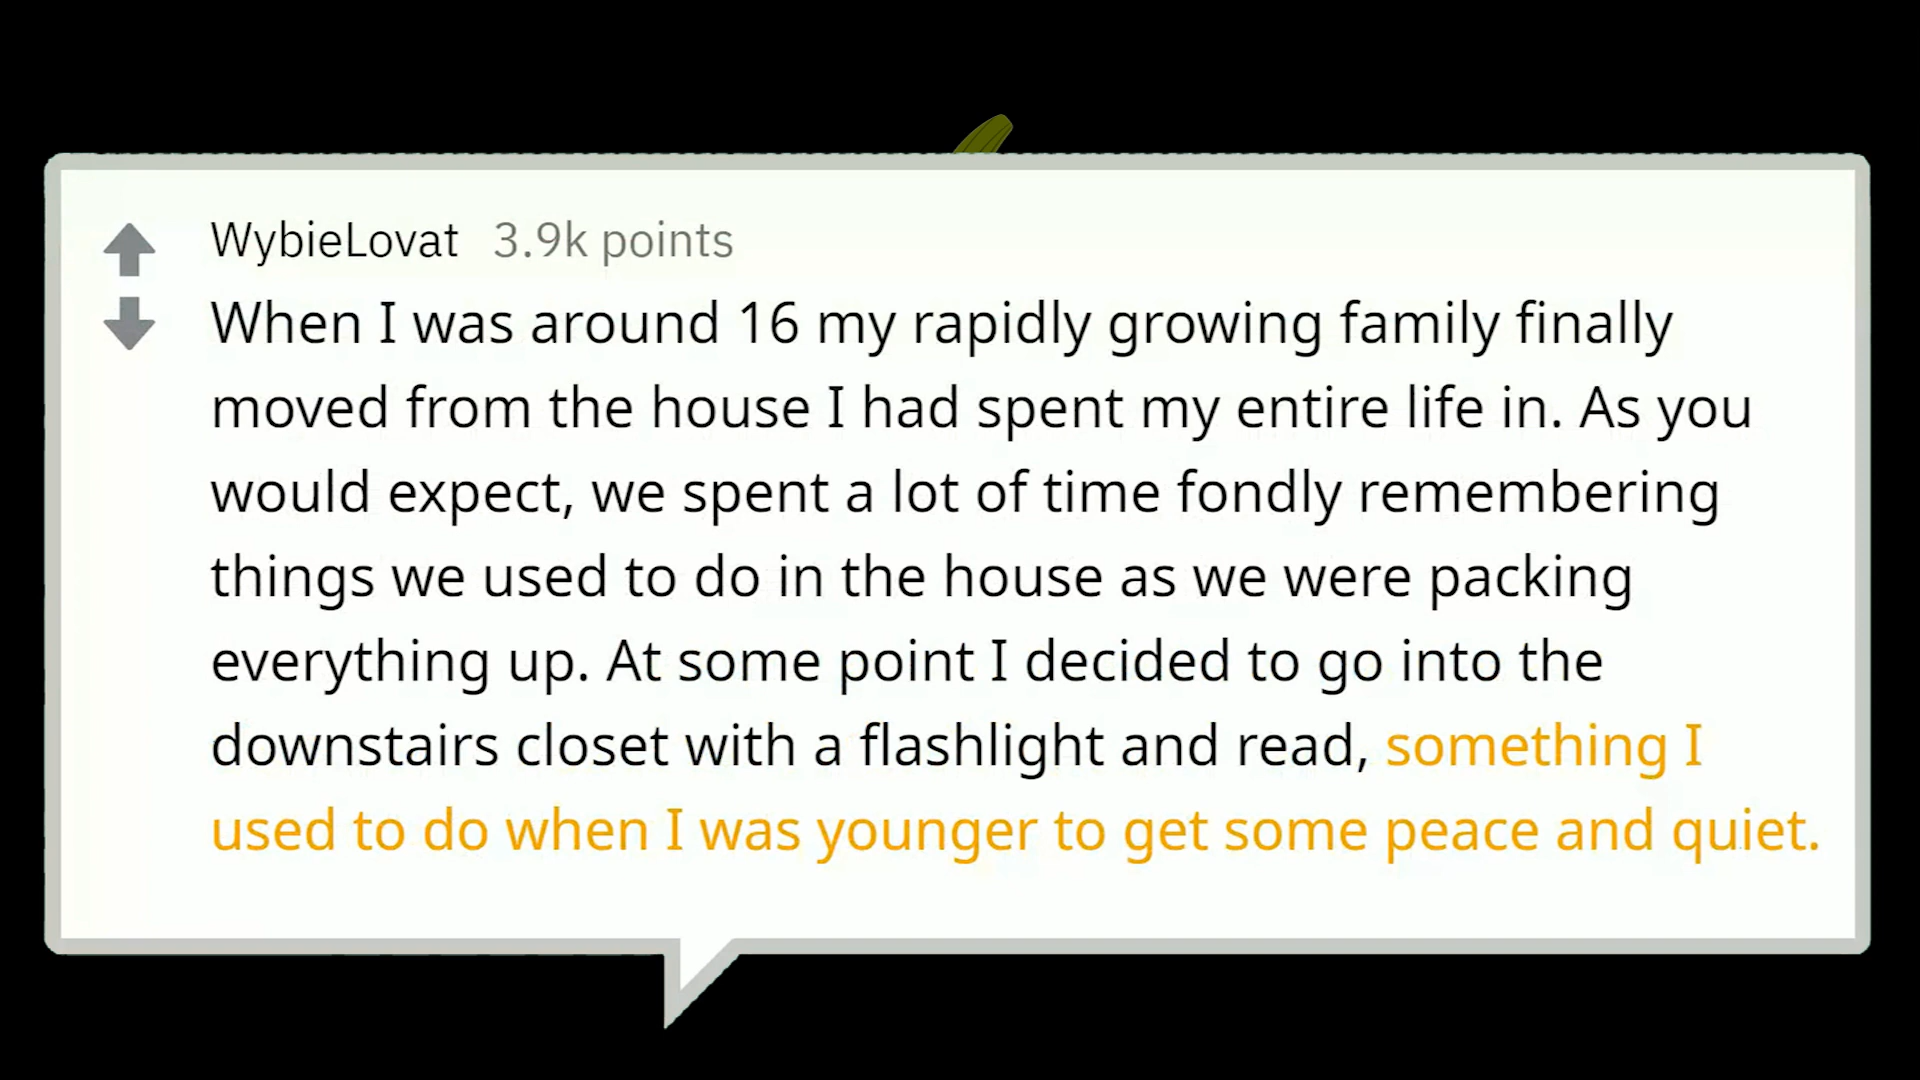 WybieLovat 3.9k points
When I was around 16 my rapidly growing family finally
moved from the house I had spent my entire life in. As you
would expect, we spent a lot of time fondly remembering
things we used to do in the house as we were packing
everything up. At some point I decided to go into the
downstairs closet with a flashlight and read, something I
used to do when I was younger to get some peace and quiet.